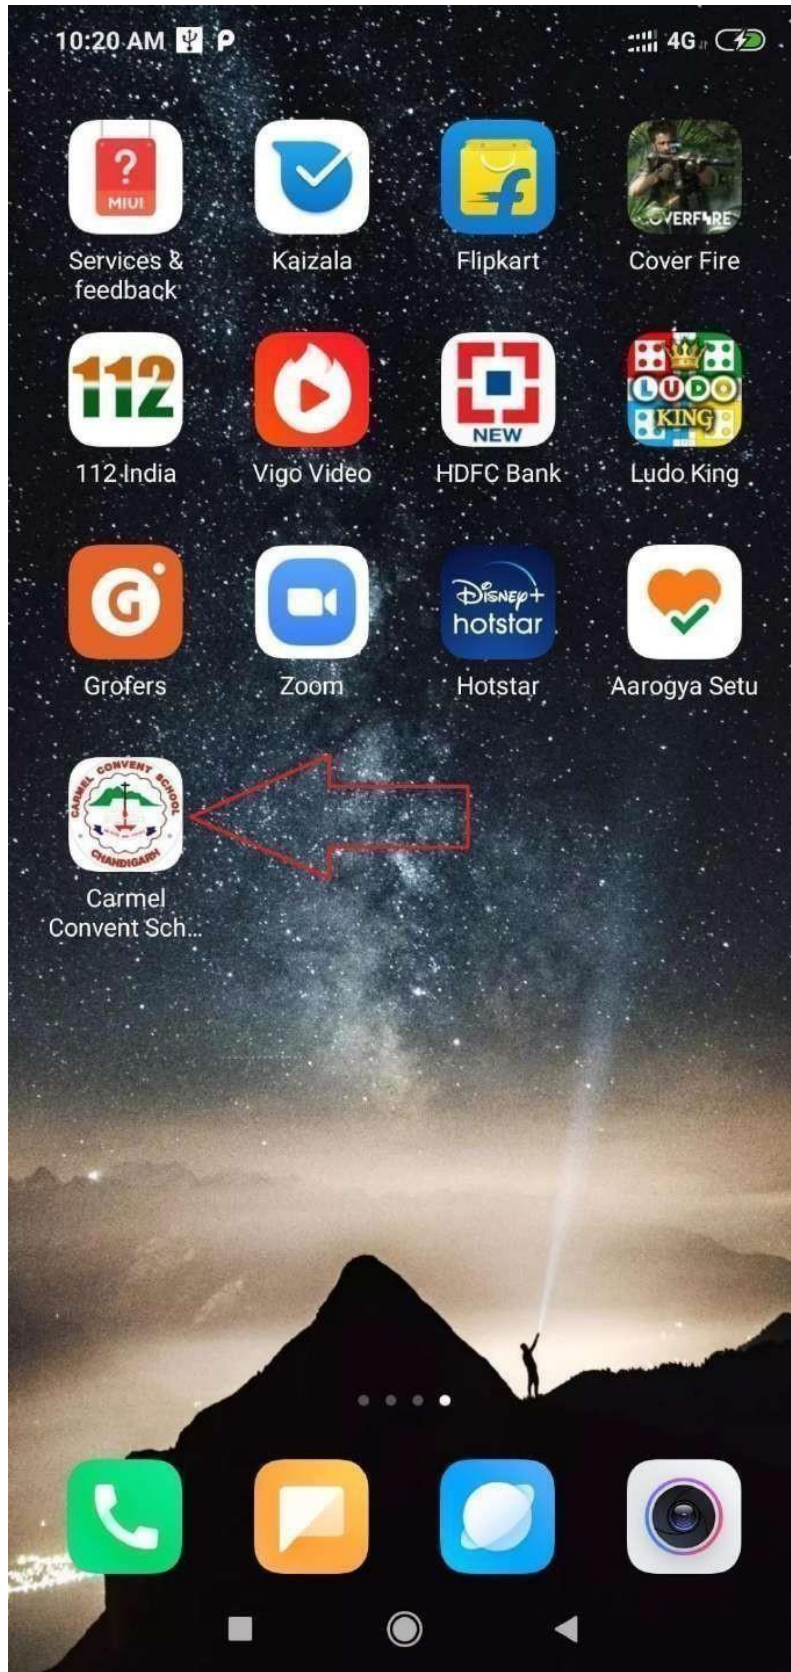 10:20 AM P
4G
?
MIUI
Services &
feedback
Kaizala
f
Flipkart
OVERFIRE
Cover Fire
112
112 India
Vigo Video
NEW
HDFC Bank
LUDO
KING
Ludo King
G
Grofers
Zoom
Disney+
hotstar
Hotstar
Aarogya Setu
CARMEL CONVENT SCHOOL
CHANDIGARH
Carmel
Convent Sch...